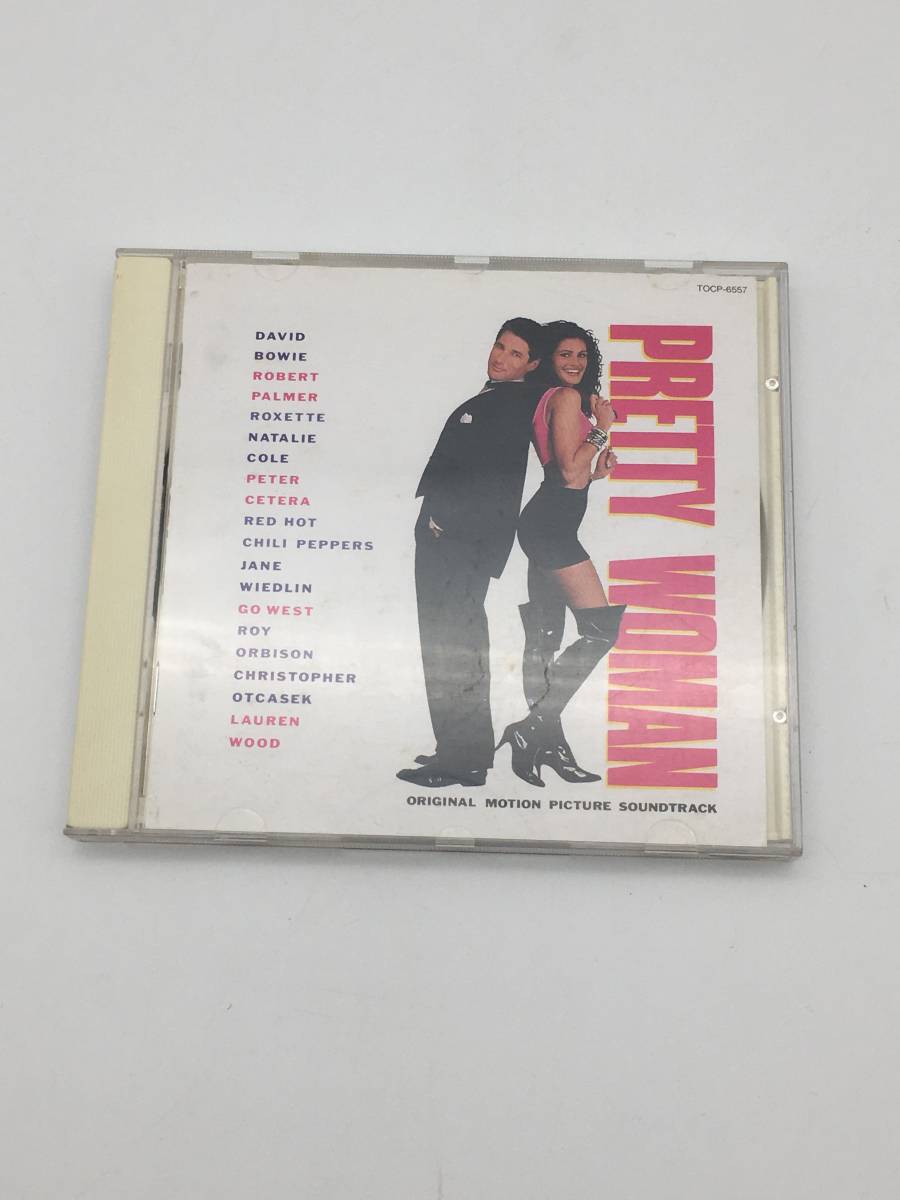 TOCP-6557
DAVID
BOWIE
ROBERT
PALMER
ROXETTE
NATALIE
COLE
PETER
CETERA
RED HOT
CHILI PEPPERS
JANE
WIEDLIN
GO WEST
ROY
ORBISON
CHRISTOPHER
OTCASEK
LAUREN
WOOD
PRETTY WOMAN
ORIGINAL MOTION PICTURE SOUNDTRACK